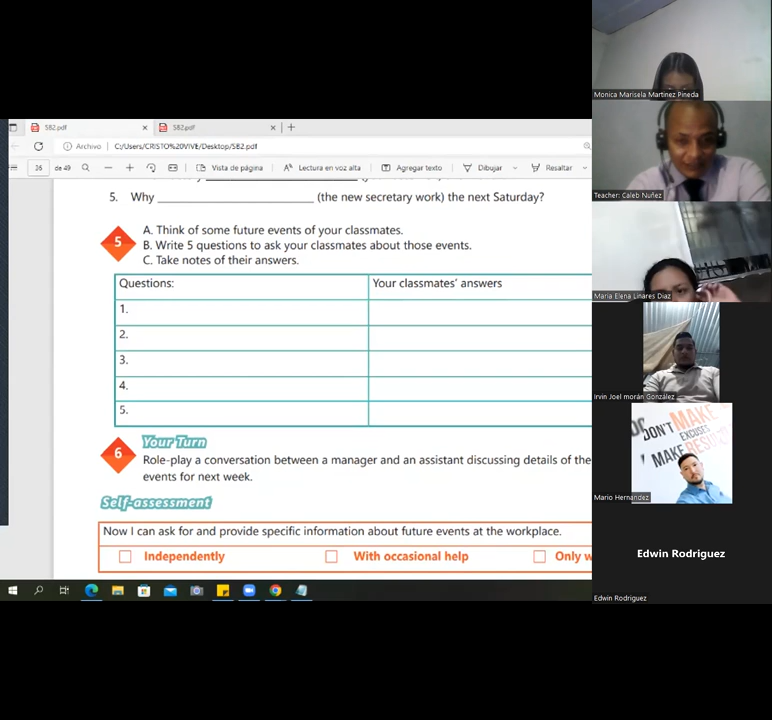 SB2.pdf
SB2.pdf
Archivo
C:/Users/CRISTO%20VIVE/Desktop/SB2.pdf
26 de 49
Vista de página
Lectura en voz alta
Agregar texto
Dibujar
Resaltar
5. Why ______________________ (the new secretary work) the next Saturday?
5
A. Think of some future events of your classmates.
B. Write 5 questions to ask your classmates about those events.
C. Take notes of their answers.
Questions: Your classmates' answers
1.
2.
3.
4.
5.
6
Your Turn
Role-play a conversation between a manager and an assistant discussing details of the
events for next week.
Self-assessment
Now I can ask for and provide specific information about future events at the workplace.
Independently With occasional help Only w
Monica Marisela Martinez Pineda
Teacher: Caleb Nuñez
Maria Elena Linares Diaz
Irvin Joel morán González
DON'T MAKE
EXCUSES
MAKE RESU
Mario Hernandez
Edwin Rodriguez
Edwin Rodriguez